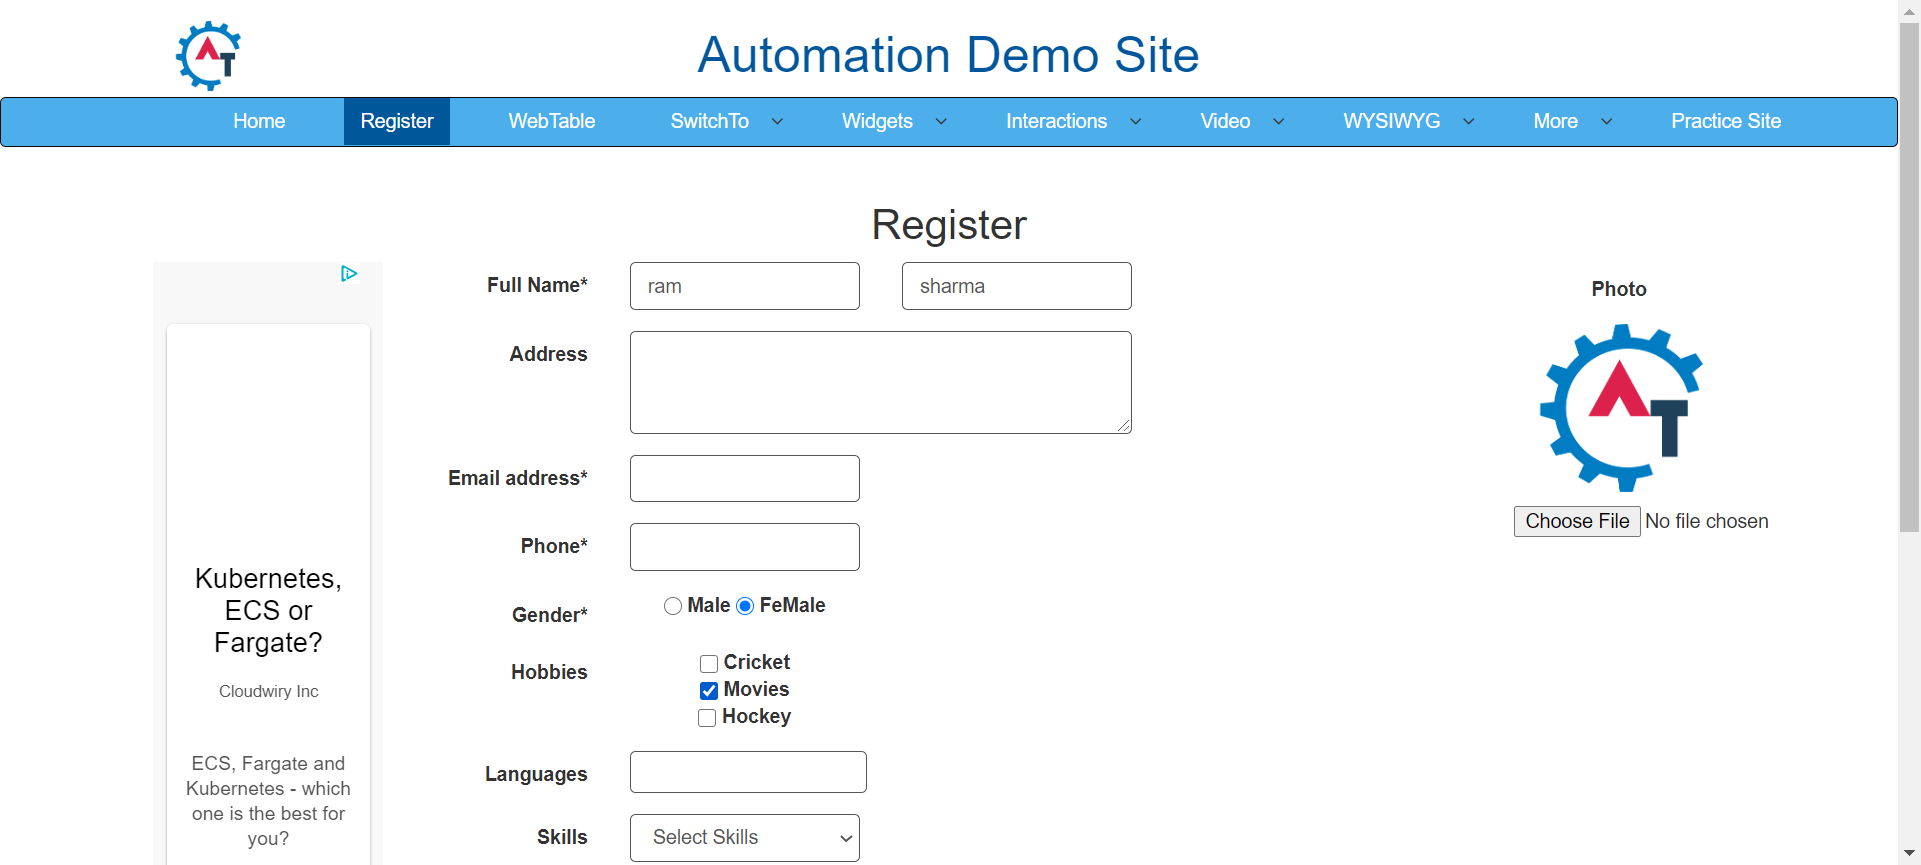 AT
Automation Demo Site
Home Register WebTable SwitchTo Widgets Interactions Video WYSIWYG More Practice Site
Register
Full Name* ram sharma
Photo
Address
AT
Email address*
Choose File No file chosen
Phone*
Gender* Male FeMale
Hobbies Cricket
Movies
Hockey
Languages
Skills Select Skills
Kubernetes,
ECS or
Fargate?
Cloudwiry Inc
ECS, Fargate and
Kubernetes - which
one is the best for
you?